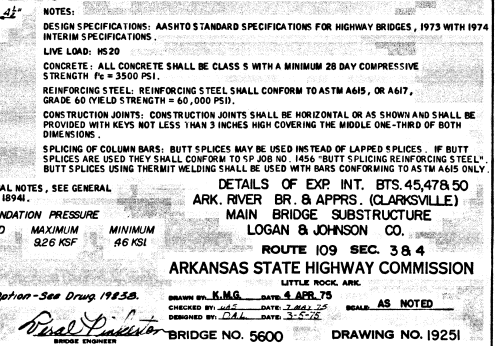 4½"
NOTES:
DESIGN SPECIFICATIONS: AASHTO STANDARD SPECIFICATIONS FOR HIGHWAY BRIDGES, 1973 WITH 1974
INTERIM SPECIFICATIONS.
LIVE LOAD: HS20
CONCRETE: ALL CONCRETE SHALL BE CLASS S WITH A MINIMUM 28 DAY COMPRESSIVE
STRENGTH f'c = 3500 PSI.
REINFORCING STEEL: REINFORCING STEEL SHALL CONFORM TO ASTM A615, OR A617,
GRADE 60 (YIELD STRENGTH = 60,000 PSI).
CONSTRUCTION JOINTS: CONSTRUCTION JOINTS SHALL BE HORIZONTAL OR AS SHOWN AND SHALL BE
PROVIDED WITH KEYS NOT LESS THAN 3 INCHES HIGH COVERING THE MIDDLE ONE-THIRD OF BOTH
DIMENSIONS.
SPLICING OF COLUMN BARS: BUTT SPLICES MAY BE USED INSTEAD OF LAPPED SPLICES. IF BUTT
SPLICES ARE USED THEY SHALL CONFORM TO SP JOB NO. 1456 "BUTT SPLICING REINFORCING STEEL".
BUTT SPLICES USING THERMIT WELDING SHALL BE USED WITH BARS CONFORMING TO ASTM A615 ONLY.
AL NOTES, SEE GENERAL
18941.
NDATION PRESSURE
D MAXIMUM MINIMUM
9.26 KSF .46 KSI
ption-See Drwg. 19238.
BRIDGE ENGINEER
DETAILS OF EXP. INT. BTS. 45,47&50
ARK. RIVER BR. & APPRS. (CLARKSVILLE)
MAIN BRIDGE SUBSTRUCTURE
LOGAN & JOHNSON CO.
ROUTE 109 SEC. 3 & 4
ARKANSAS STATE HIGHWAY COMMISSION
LITTLE ROCK, ARK.
DRAWN BY: K.M.G. DATE: 4 APR. 75
CHECKED BY: DATE: 7 MAY 75 SCALE: AS NOTED
DESIGNED BY: D.A.L. DATE: 3-5-75
BRIDGE NO. 5600 DRAWING NO. 19251